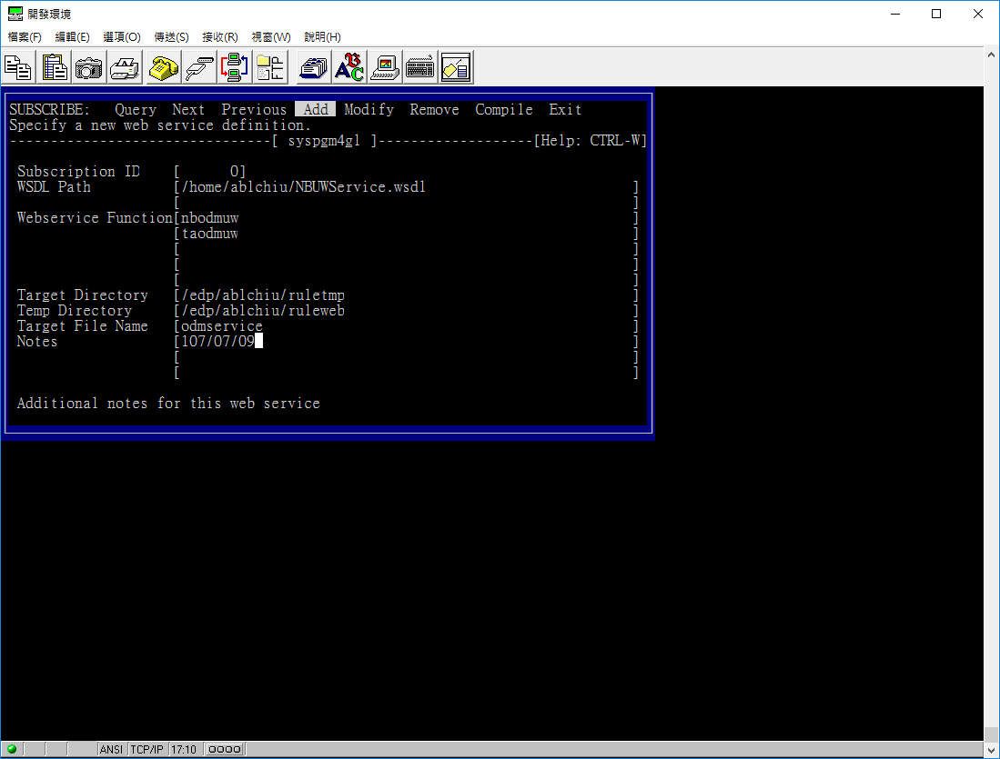 開發環境
檔案(F) 編輯(E) 選項(O) 傳送(S) 接收(R) 視窗(W) 說明(H)
SUBSCRIBE: Query Next Previous Add Modify Remove Compile Exit
Specify a new web service definition.
--------------------------------[ syspgm4gl ]-------------------[Help: CTRL-W]
Subscription ID [ 0]
WSDL Path [/home/ablchiu/NBUWService.wsdl ]
[ ]
Webservice Function[nbodmuw ]
[taodmuw ]
[ ]
[ ]
[ ]
Target Directory [/edp/ablchiu/ruletmp ]
Temp Directory [/edp/ablchiu/ruleweb ]
Target File Name [odmservice ]
Notes [107/07/09 ]
[ ]
[ ]
Additional notes for this web service
ANSI TCP/IP 17:10